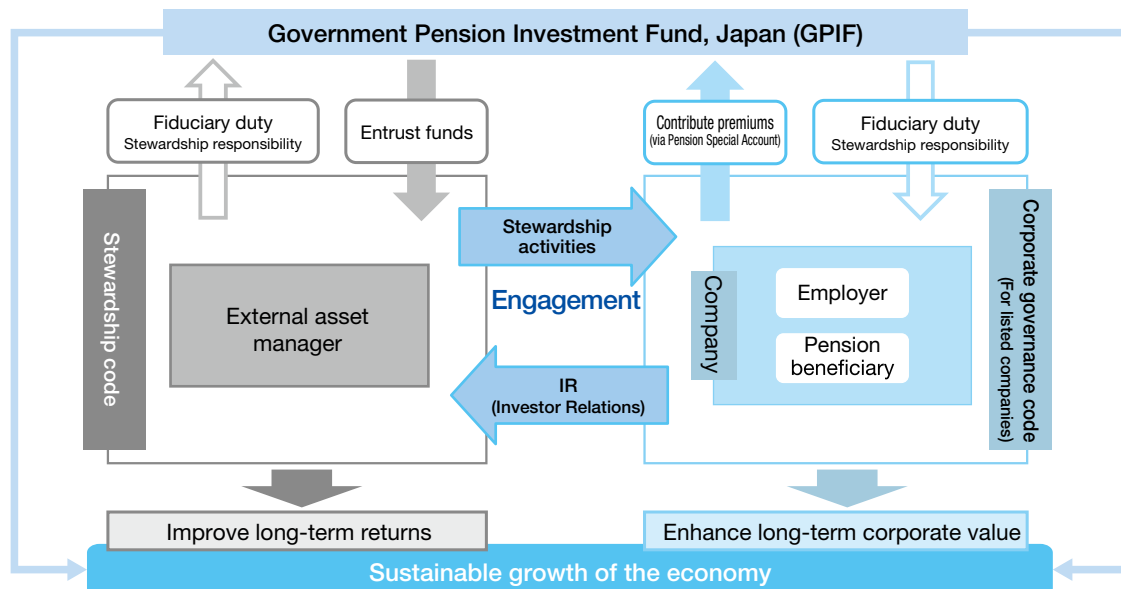 Government Pension Investment Fund, Japan (GPIF)
Fiduciary duty
Stewardship responsibility
Entrust funds
Contribute premiums
(via Pension Special Account)
Fiduciary duty
Stewardship responsibility
Stewardship code
External asset
manager
Stewardship
activities
Engagement
IR
(Investor Relations)
Company
Employer
Pension
beneficiary
Corporate governance code
(For listed companies)
Improve long-term returns
Enhance long-term corporate value
Sustainable growth of the economy